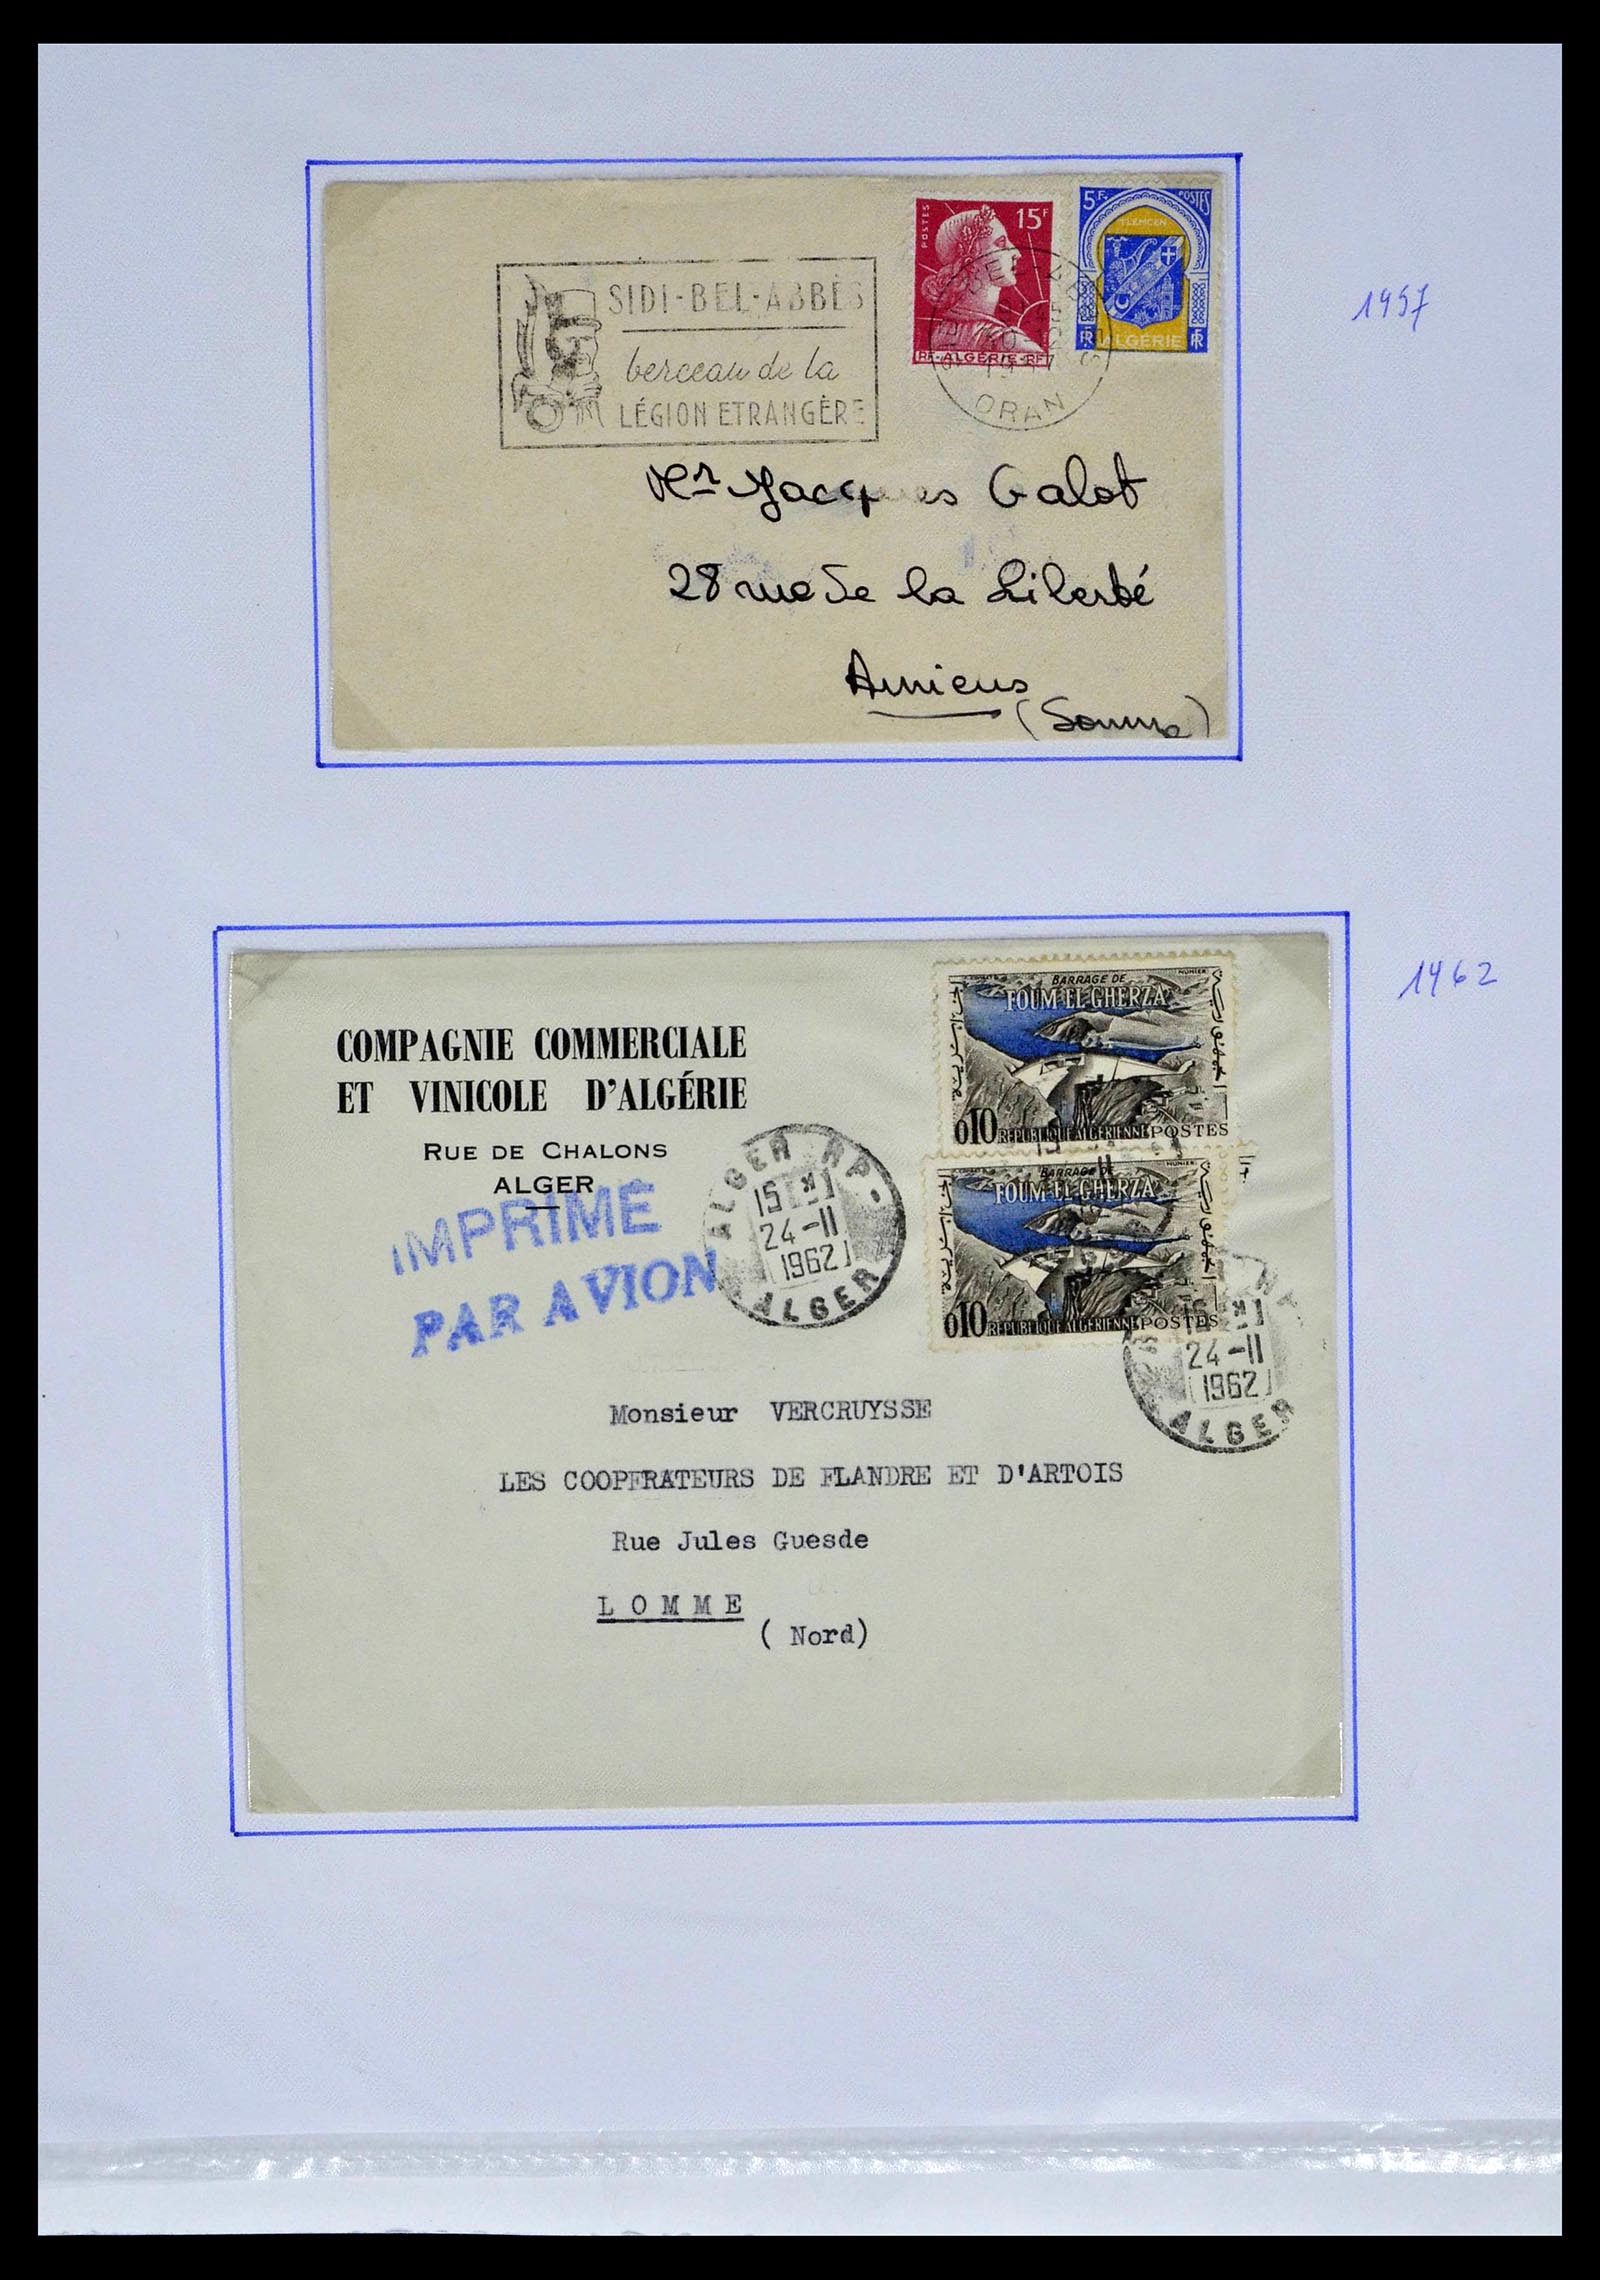 POSTES
15F
RF-ALGERIE-RF
5F
POSTES
TLEMCEN
RF ALGERIE RF
SIDI-BEL-ABBÈS
berceau de la
LÉGION ETRANGÈRE
ORAN
1957
Mr Jacques Galot
28 rue de la Liberté
Amiens
(Somme)
1962
COMPAGNIE COMMERCIALE
ET VINICOLE D'ALGÉRIE
RUE DE CHALONS
ALGER
IMPRIMÉ
PAR AVION
ALGER RP
15 H
24-11
1962
ALGER
BARRAGE DE
FOUM EL GHERZA
0,10 REPUBLIQUE ALGERIENNE POSTES
BARRAGE DE
FOUM EL GHERZA
0,10 REPUBLIQUE ALGERIENNE POSTES
24-11
1962
ALGER
Monsieur VERCRUYSSE
LES COOPERATEURS DE FLANDRE ET D'ARTOIS
Rue Jules Guesde
LOMME
( Nord)